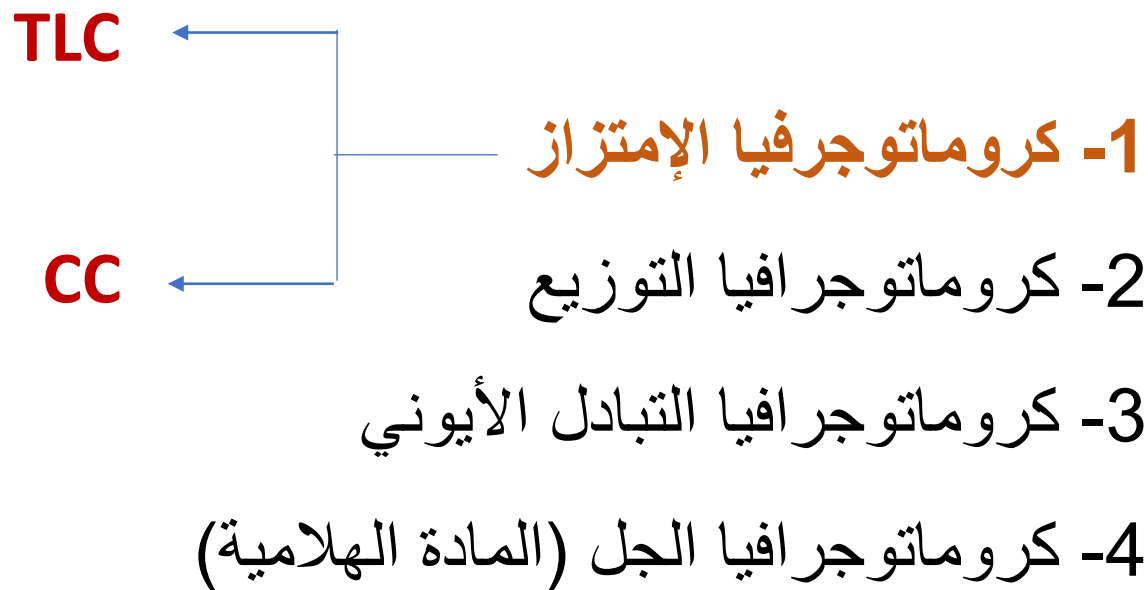 TLC
1- كروماتوجرفيا الإمتزاز
CC
2- كروماتوجرافيا التوزيع
3- كروماتوجرافيا التبادل الأيوني
4- كروماتوجرافيا الجل (المادة الهلامية)